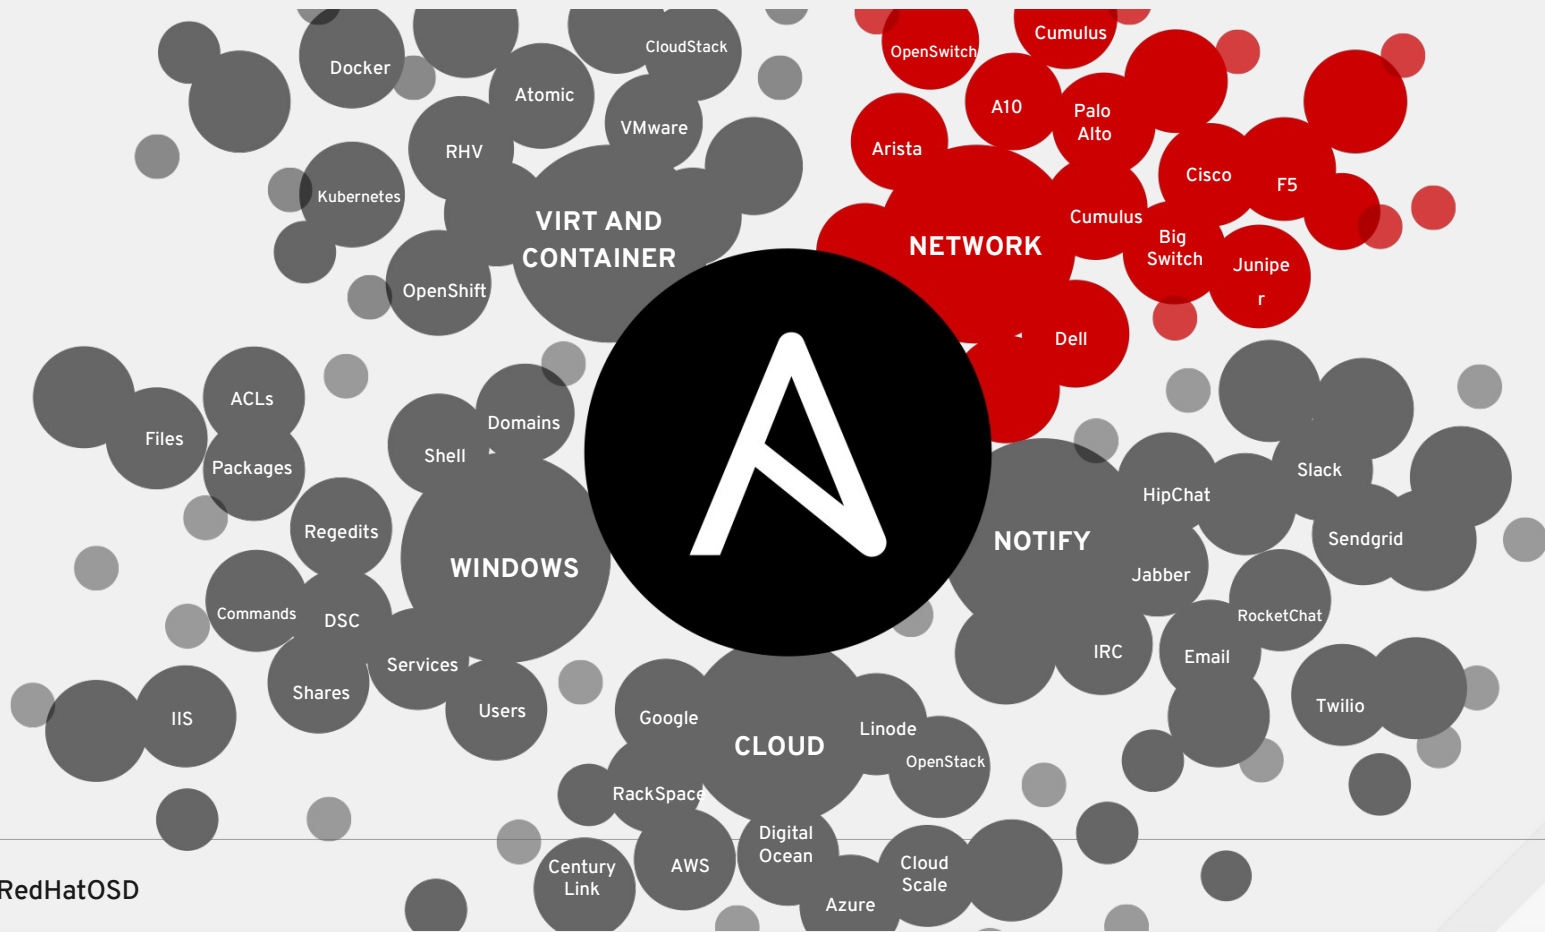 Docker
Atomic
CloudStack
VMware
RHV
Kubernetes
OpenShift
VIRT AND
CONTAINER
OpenSwitch
Cumulus
A10
Palo
Alto
Arista
Cisco
F5
Cumulus
Big
Switch
Junipe
r
NETWORK
Dell
ACLs
Files
Packages
Domains
Shell
Regedits
WINDOWS
Commands
DSC
Services
Shares
Users
IIS
HipChat
Slack
NOTIFY
Sendgrid
Jabber
RocketChat
IRC
Email
Twilio
Google
CLOUD
Linode
OpenStack
RackSpace
Digital
Ocean
AWS
Century
Link
Cloud
Scale
Azure
RedHatOSD